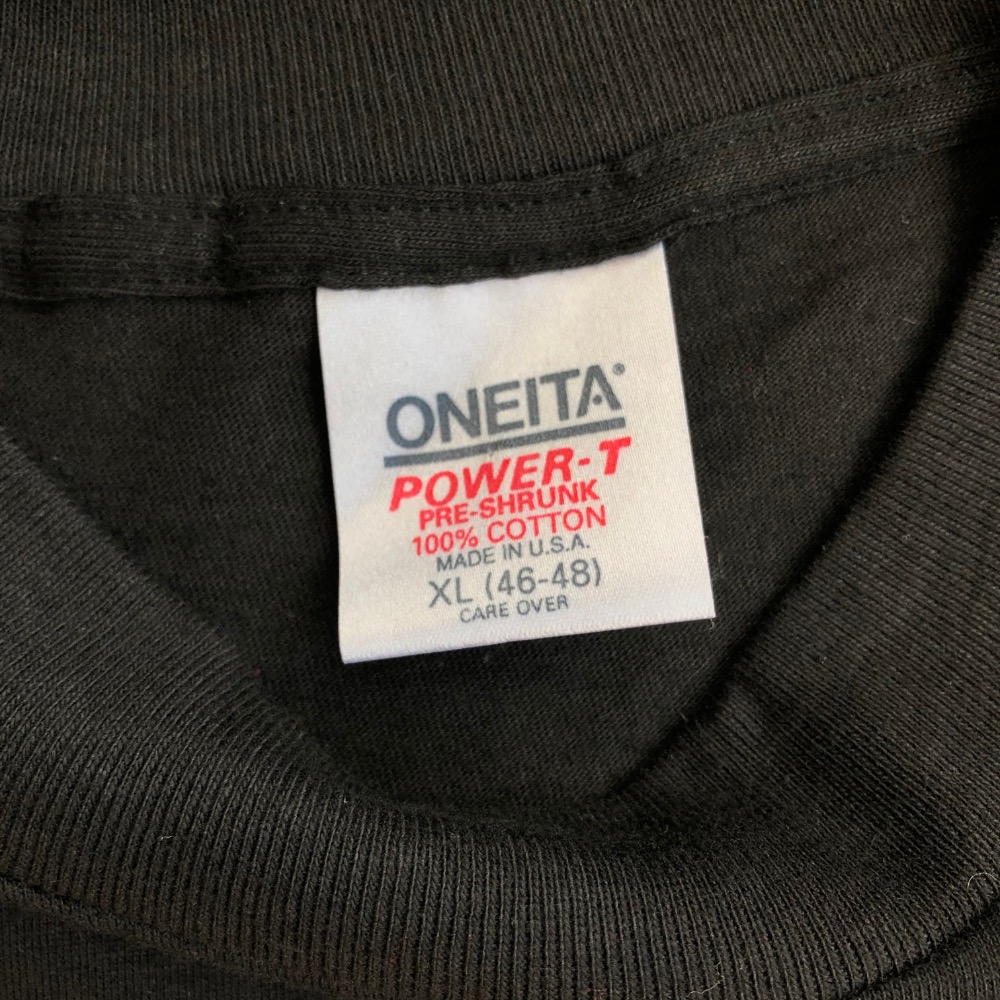 ONEITA®
POWER-T
PRE-SHRUNK
100% COTTON
MADE IN U.S.A.
XL (46-48)
CARE OVER